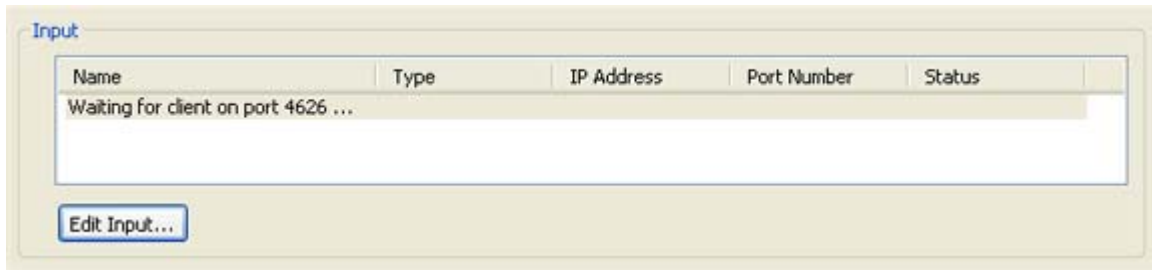 Input
Name Type IP Address Port Number Status
Waiting for client on port 4626 ...
Edit Input...